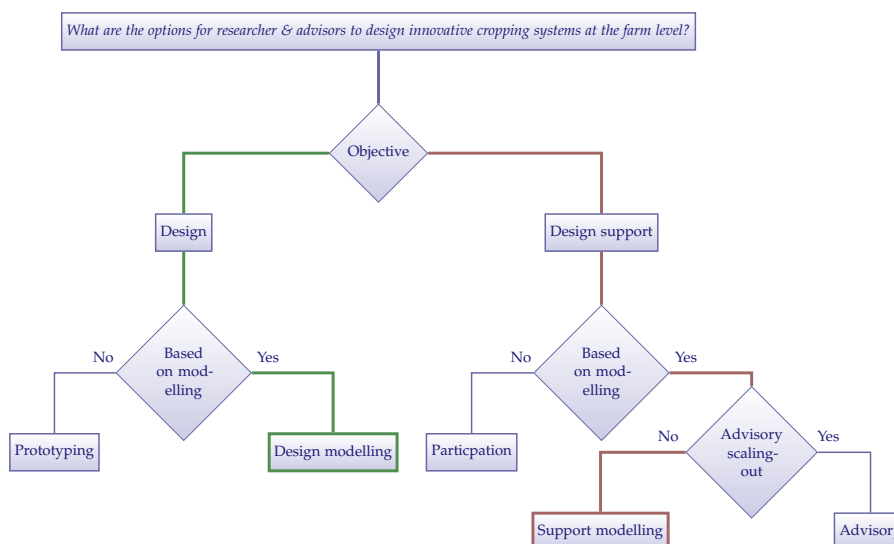 What are the options for researcher & advisors to design innovative cropping systems at the farm level?
Objective
Design
Design support
No
Based
on mod-
elling
Yes
No
Based
on mod-
elling
Yes
Prototyping
Design modelling
Particpation
No
Advisory
scaling-
out
Yes
Support modelling
Advisor